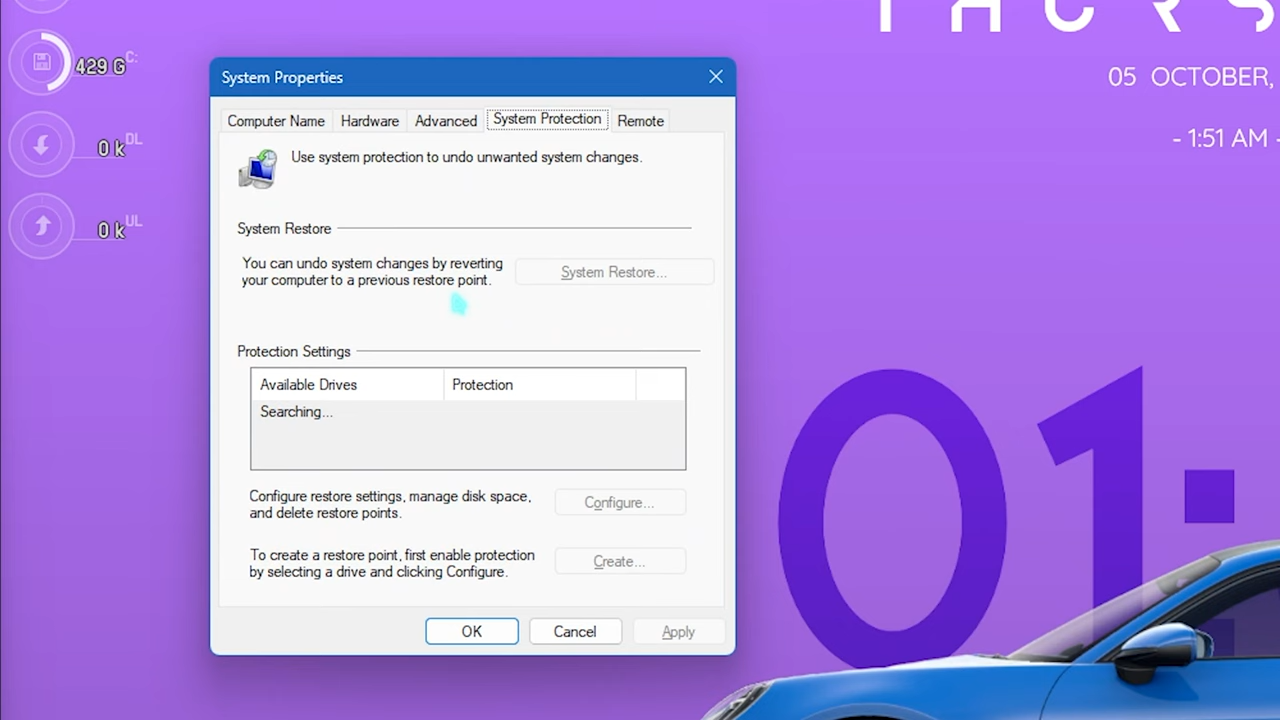 429 G
C:
0 k
DL
0 k
UL
System Properties
Computer Name
Hardware
Advanced
System Protection
Remote
Use system protection to undo unwanted system changes.
System Restore
You can undo system changes by reverting
your computer to a previous restore point.
System Restore...
Protection Settings
Available Drives
Protection
Searching...
Configure restore settings, manage disk space,
and delete restore points.
Configure...
To create a restore point, first enable protection
by selecting a drive and clicking Configure.
Create...
OK
Cancel
Apply
05 OCTOBER,
- 1:51 AM -
01: